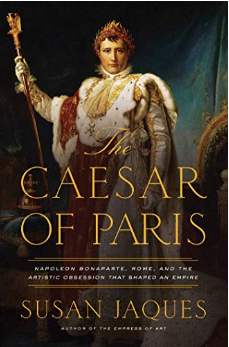 The
CAESAR
OF PARIS
NAPOLEON BONAPARTE, ROME, AND THE
ARTISTIC OBSESSION THAT SHAPED AN EMPIRE
SUSAN JAQUES
AUTHOR OF THE EMPRESS OF ART